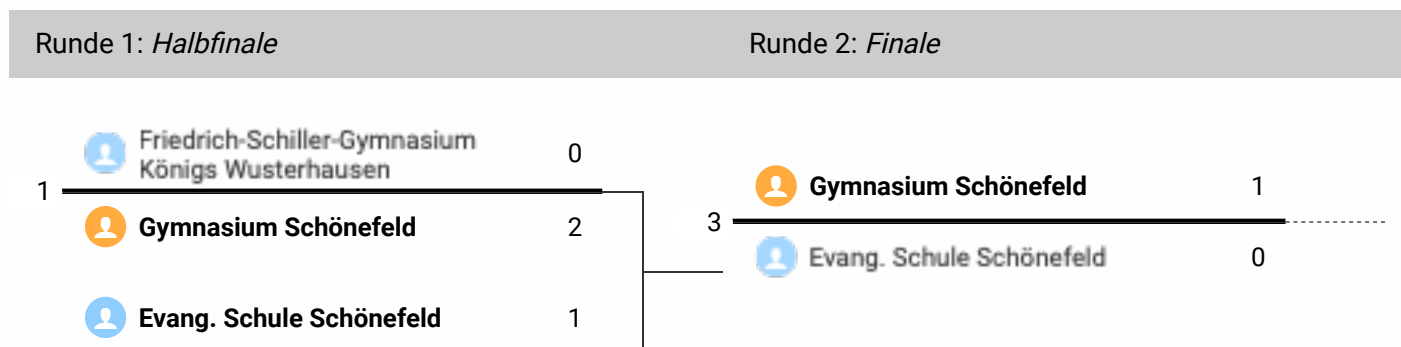 Runde 1: Halbfinale
Runde 2: Finale
Friedrich-Schiller-Gymnasium
Königs Wusterhausen
0
1
Gymnasium Schönefeld
2
Evang. Schule Schönefeld
1
Gymnasium Schönefeld
1
3
Evang. Schule Schönefeld
0